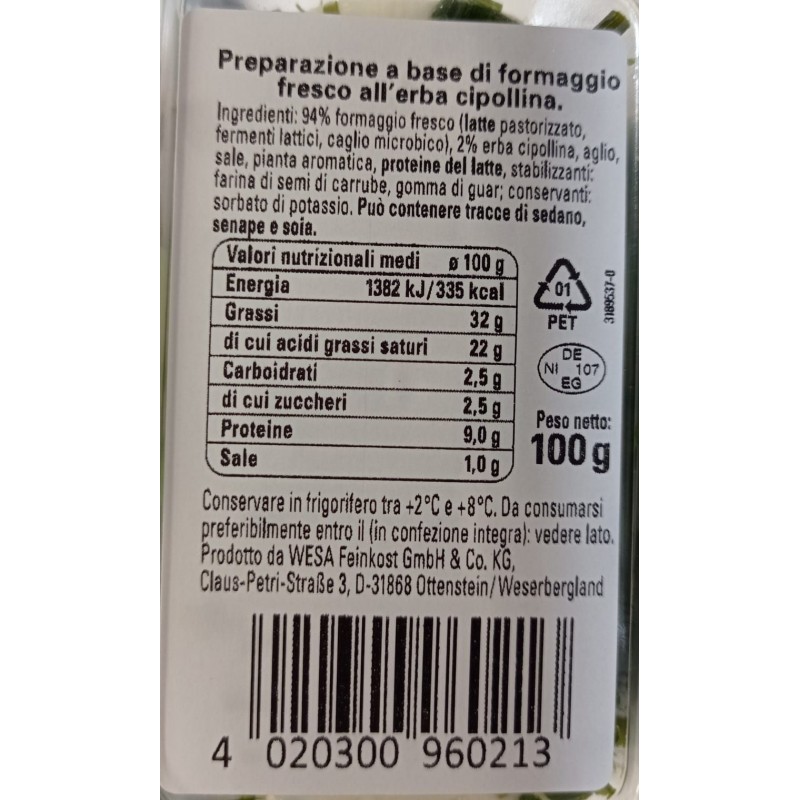 Preparazione a base di formaggio
fresco all'erba cipollina.
Ingredienti: 94% formaggio fresco (latte pastorizzato,
fermenti lattici, caglio microbico), 2% erba cipollina, aglio,
sale, pianta aromatica, proteine del latte, stabilizzanti:
farina di semi di carrube, gomma di guar; conservanti:
sorbato di potassio. Può contenere tracce di sedano,
senape e soia.
Valori nutrizionali medi ø 100 g
Energia 1382 kJ/335 kcal
Grassi 32 g
di cui acidi grassi saturi 22 g
Carboidrati 2,5 g
di cui zuccheri 2,5 g
Proteine 9,0 g
Sale 1,0 g
01
PET
3189537-0
DE
NI 107
EG
Peso netto:
100 g
Conservare in frigorifero tra +2°C e +8°C. Da consumarsi
preferibilmente entro il (in confezione integra): vedere lato.
Prodotto da WESA Feinkost GmbH & Co. KG,
Claus-Petri-Straße 3, D-31868 Ottenstein/Weserbergland
4 020300 960213